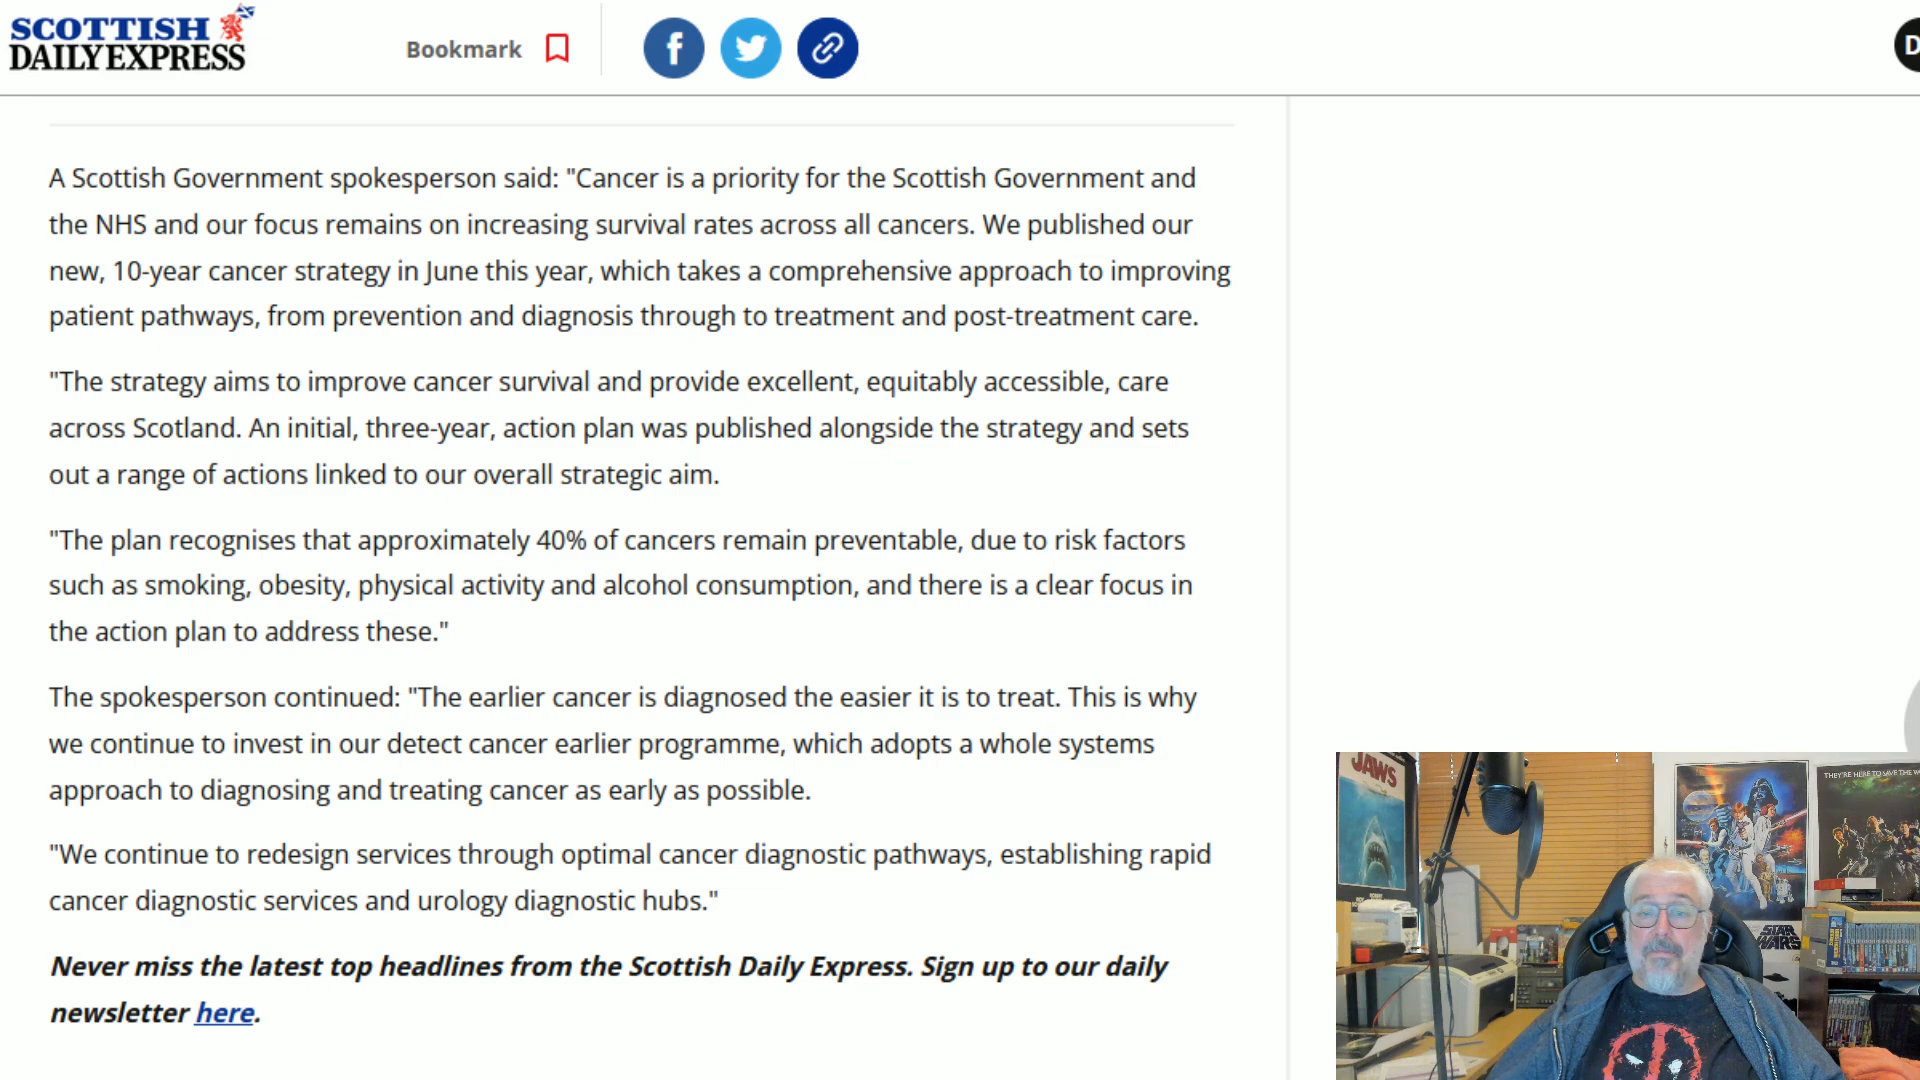 SCOTTISH
DAILY EXPRESS
Bookmark
D
A Scottish Government spokesperson said: "Cancer is a priority for the Scottish Government and
the NHS and our focus remains on increasing survival rates across all cancers. We published our
new, 10-year cancer strategy in June this year, which takes a comprehensive approach to improving
patient pathways, from prevention and diagnosis through to treatment and post-treatment care.
"The strategy aims to improve cancer survival and provide excellent, equitably accessible, care
across Scotland. An initial, three-year, action plan was published alongside the strategy and sets
out a range of actions linked to our overall strategic aim.
"The plan recognises that approximately 40% of cancers remain preventable, due to risk factors
such as smoking, obesity, physical activity and alcohol consumption, and there is a clear focus in
the action plan to address these."
The spokesperson continued: "The earlier cancer is diagnosed the easier it is to treat. This is why
we continue to invest in our detect cancer earlier programme, which adopts a whole systems
approach to diagnosing and treating cancer as early as possible.
"We continue to redesign services through optimal cancer diagnostic pathways, establishing rapid
cancer diagnostic services and urology diagnostic hubs."
Never miss the latest top headlines from the Scottish Daily Express. Sign up to our daily
newsletter here.
JAWS
THEY'RE HERE TO SAVE THE W
STAR
WARS